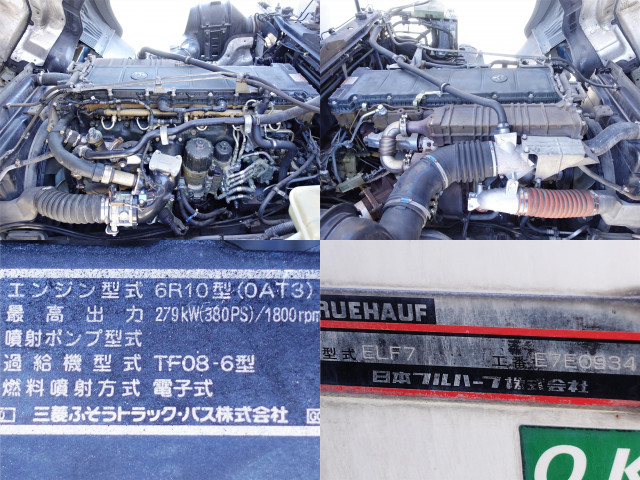 エンジン型式 6R10型(0AT3)
最高出力 279kW(380PS)/1800rpm
噴射ポンプ型式
過給機型式 TF08-6型
燃料噴射方式 電子式
三菱ふそうトラック・バス株式会社
RUEHAUF
型式 ELF7 工番 E7E0934
日本フルハーフ株式会社
OK